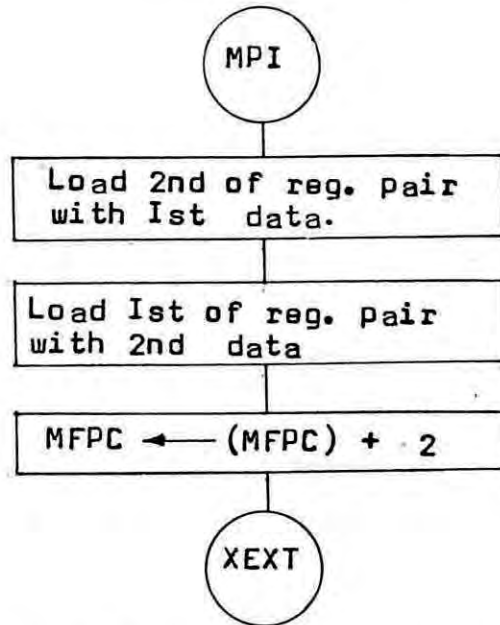 MPI
Load 2nd of reg. pair
with Ist data.
Load Ist of reg. pair
with 2nd data
MFPC ← (MFPC) + 2
XEXT